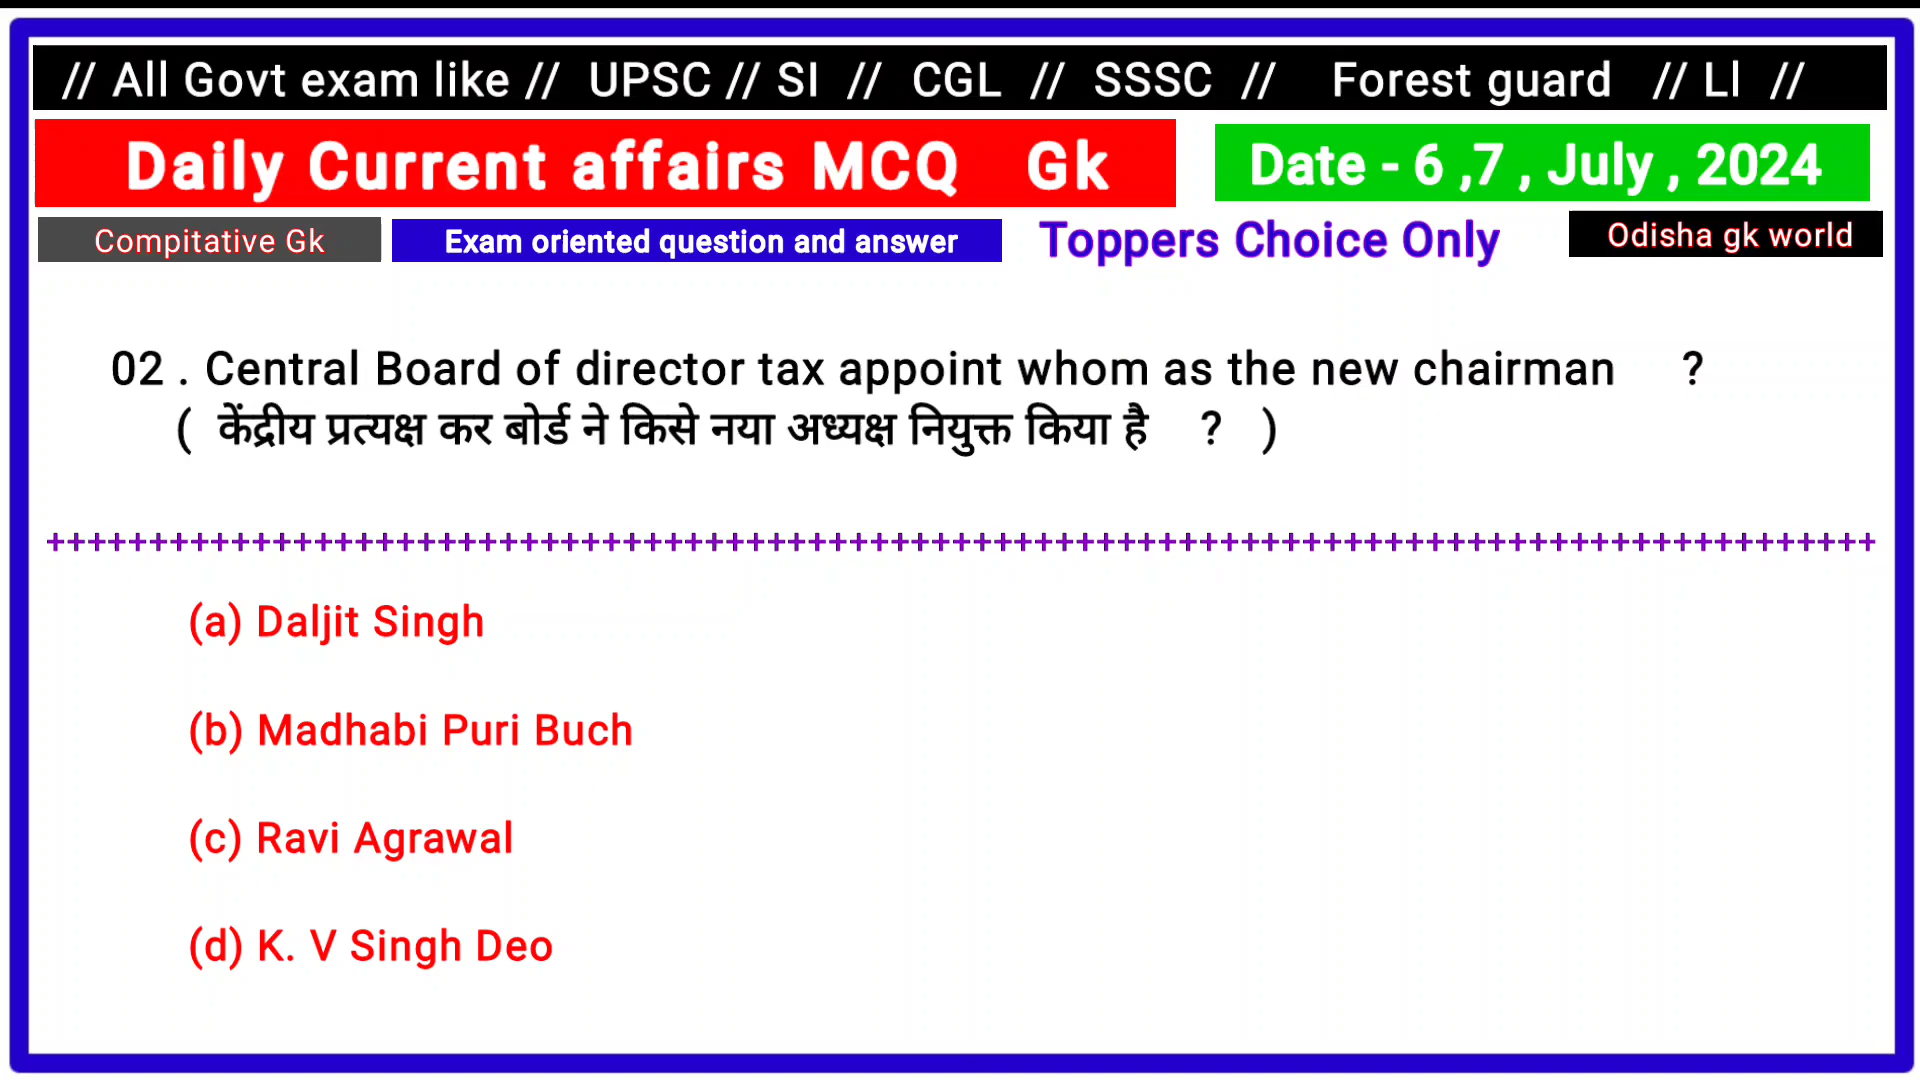 // All Govt exam like // UPSC // SI // CGL // SSSC // Forest guard // Ll //
Daily Current affairs MCQ Gk
Date - 6 ,7 , July , 2024
Compitative Gk
Exam oriented question and answer
Toppers Choice Only
Odisha gk world
02 . Central Board of director tax appoint whom as the new chairman ?
( केंद्रीय प्रत्यक्ष कर बोर्ड ने किसे नया अध्यक्ष नियुक्त किया है ? )
+++++++++++++++++++++++++++++++++++++++++++++++++++++++++++++++++++++++++++++++++++++++++
(a) Daljit Singh
(b) Madhabi Puri Buch
(c) Ravi Agrawal
(d) K. V Singh Deo